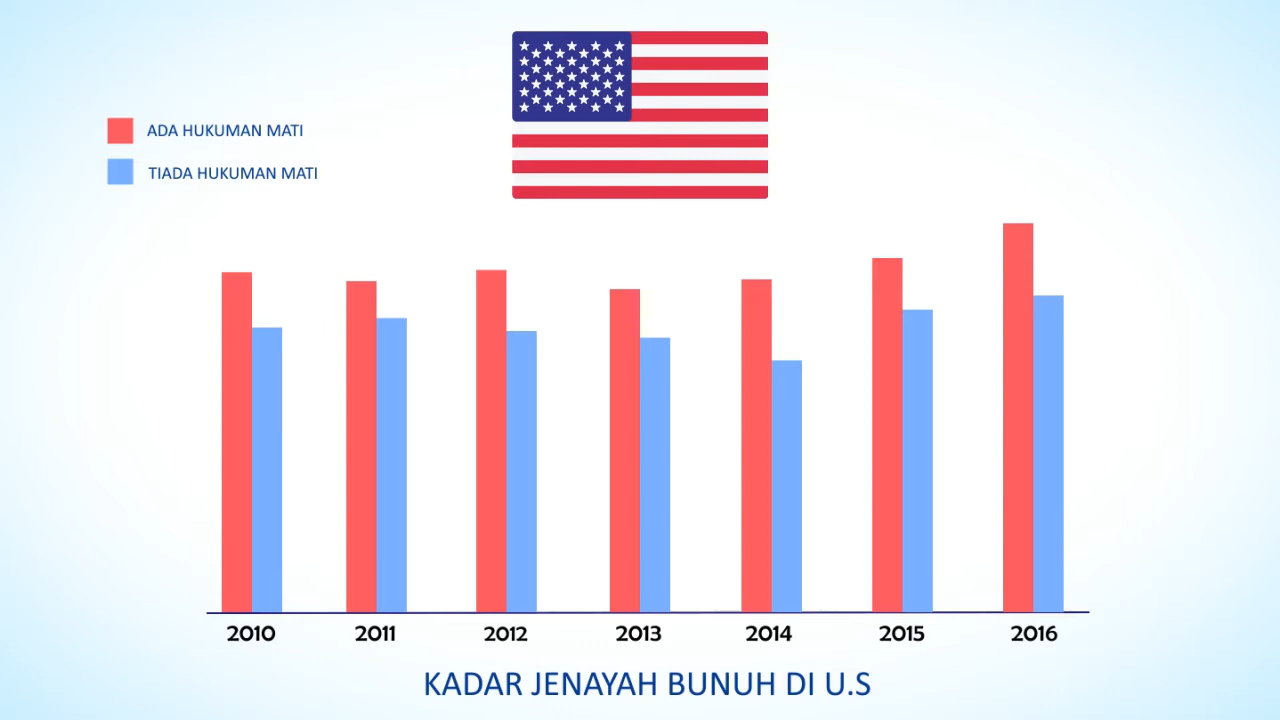 ADA HUKUMAN MATI
TIADA HUKUMAN MATI
2010 2011 2012 2013 2014 2015 2016
KADAR JENAYAH BUNUH DI U.S